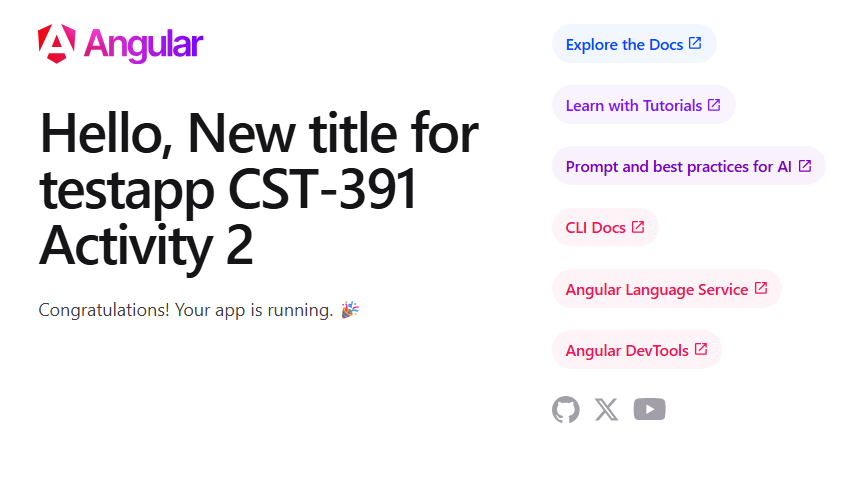 Angular
Hello, New title for
testapp CST-391
Activity 2
Congratulations! Your app is running. 🎉
Explore the Docs
Learn with Tutorials
Prompt and best practices for AI
CLI Docs
Angular Language Service
Angular DevTools